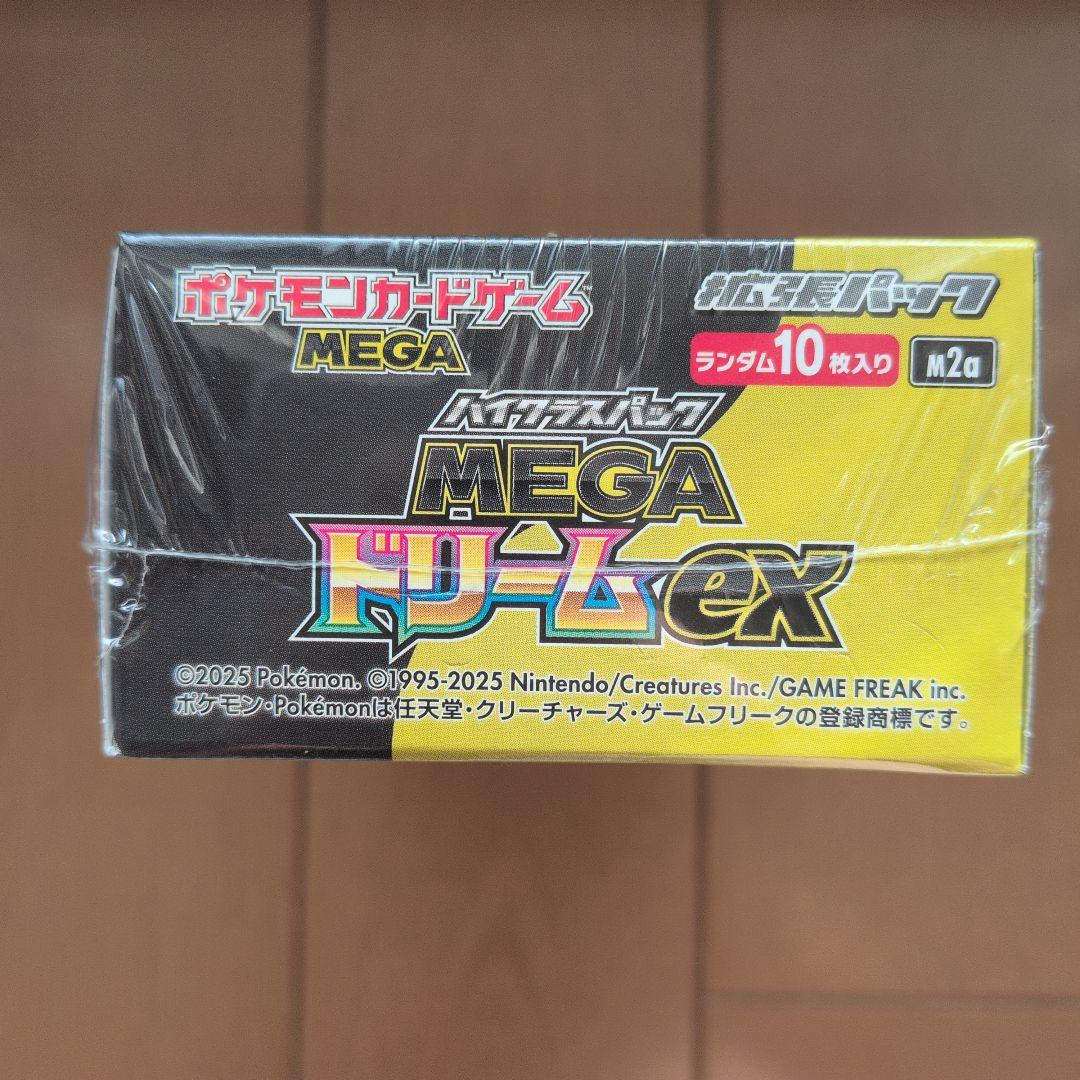 ポケモンカードゲーム
MEGA
拡張パック
ランダム10枚入り
M2a
ハイクラスパック
MEGA
ドリームex
©2025 Pokémon. ©1995-2025 Nintendo/Creatures Inc./GAME FREAK inc.
ポケモン・Pokémonは任天堂・クリーチャーズ・ゲームフリークの登録商標です。